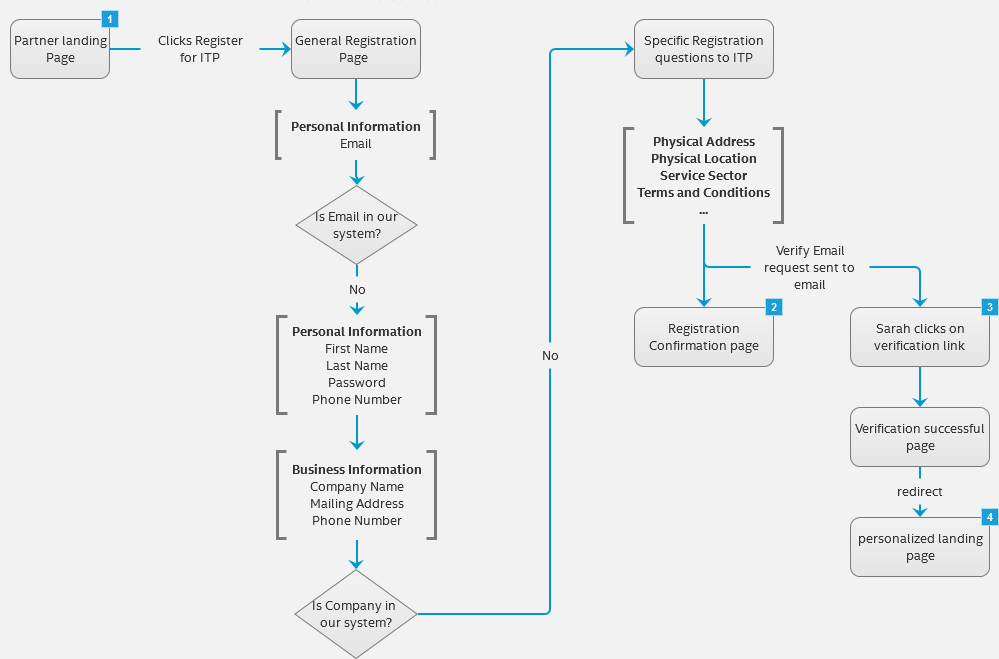 1
Partner landing
Page
Clicks Register
for ITP
General Registration
Page
Personal Information
Email
Is Email in our
system?
No
Personal Information
First Name
Last Name
Password
Phone Number
Business Information
Company Name
Mailing Address
Phone Number
Is Company in
our system?
No
Specific Registration
questions to ITP
Physical Address
Physical Location
Service Sector
Terms and Conditions
...
Verify Email
request sent to
email
2
Registration
Confirmation page
3
Sarah clicks on
verification link
Verification successful
page
redirect
4
personalized landing
page